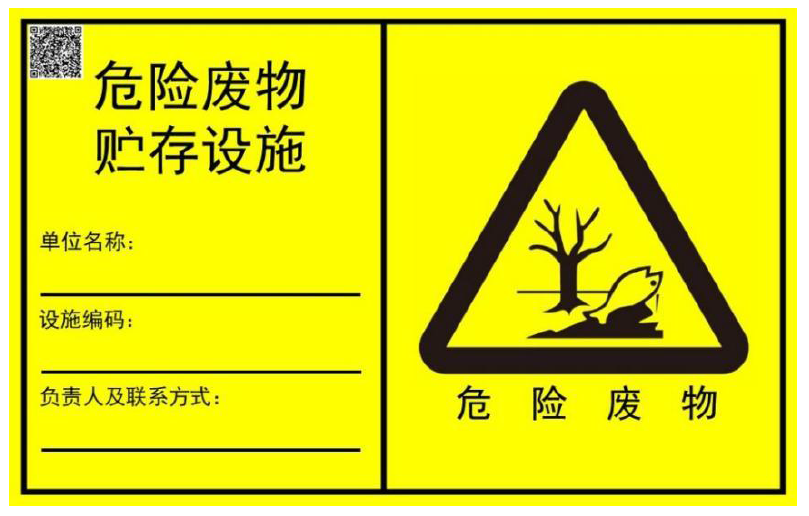 危险废物
贮存设施
单位名称：
设施编码：
负责人及联系方式：
危险废物